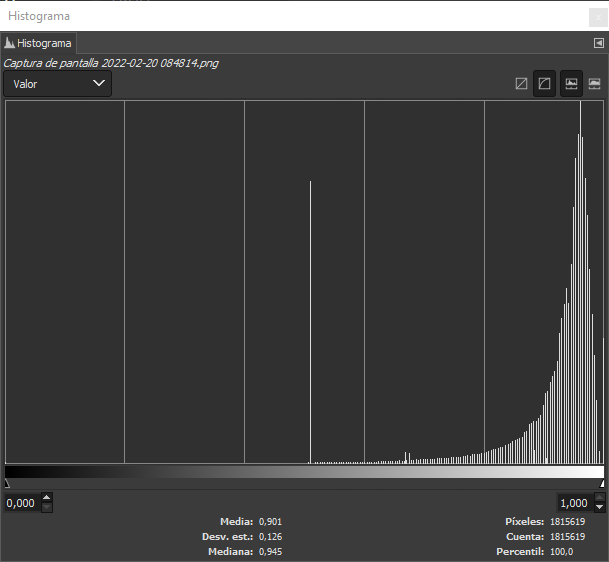 Histograma
Histograma
Captura de pantalla 2022-02-20 084814.png
Valor
0,000
1,000
Media: 0,901
Píxeles: 1815619
Desv. est.: 0,126
Cuenta: 1815619
Mediana: 0,945
Percentil: 100,0